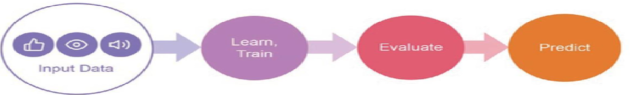 Input Data
Learn,
Train
Evaluate
Predict